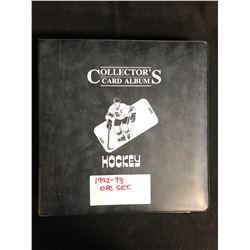 COLLECTOR'S
CARD ALBUM
HOCKEY
1992-93
OPC SET.